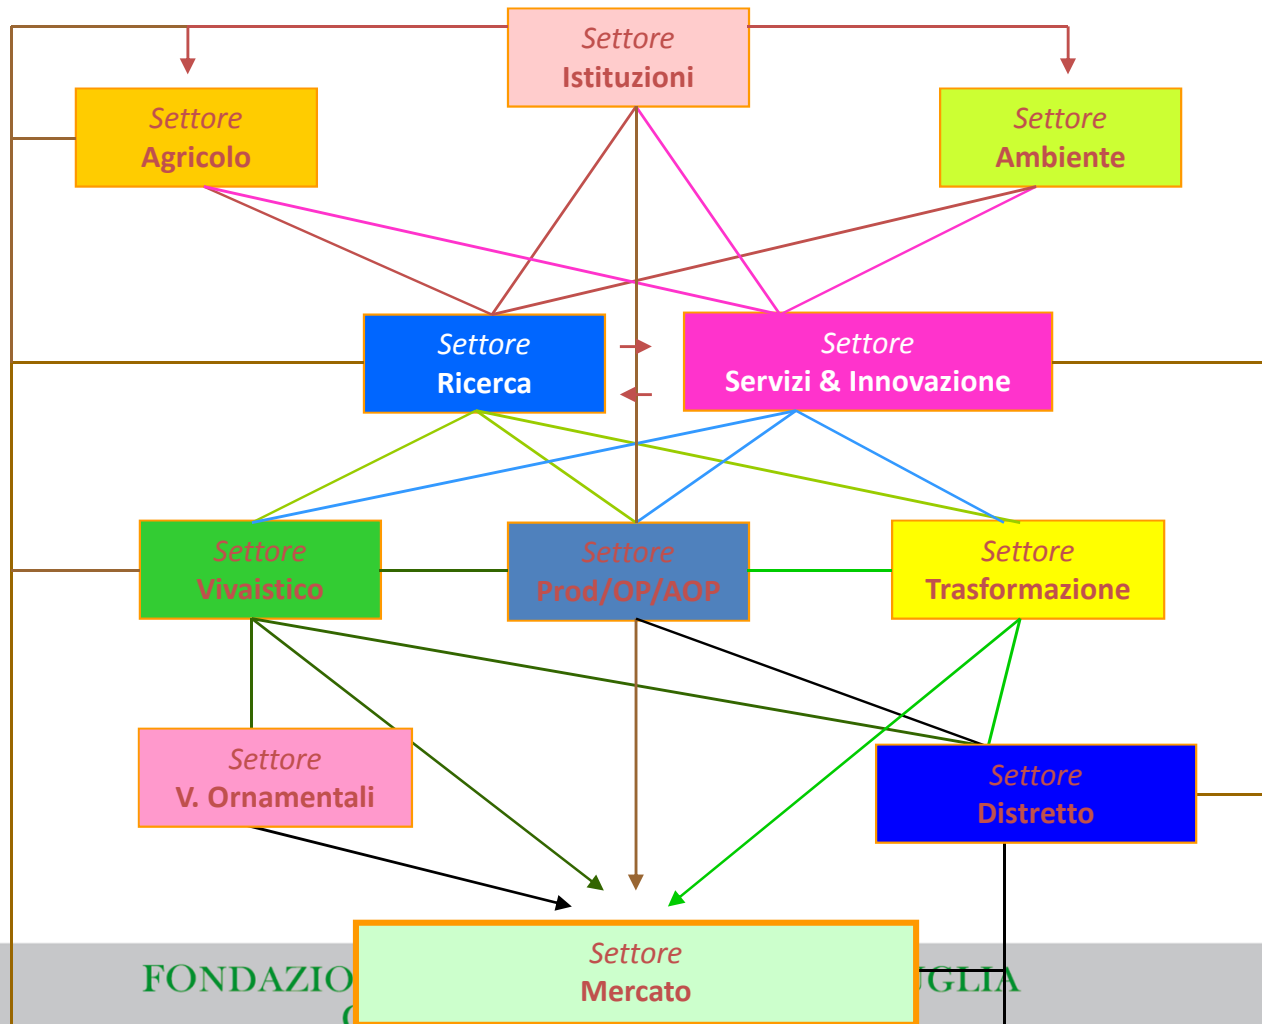 Settore
Istituzioni
Settore
Agricolo
Settore
Ambiente
Settore
Ricerca
Settore
Servizi & Innovazione
Settore
Vivaistico
Settore
Prod/OP/AOP
Settore
Trasformazione
Settore
V. Ornamentali
Settore
Distretto
Settore
Mercato